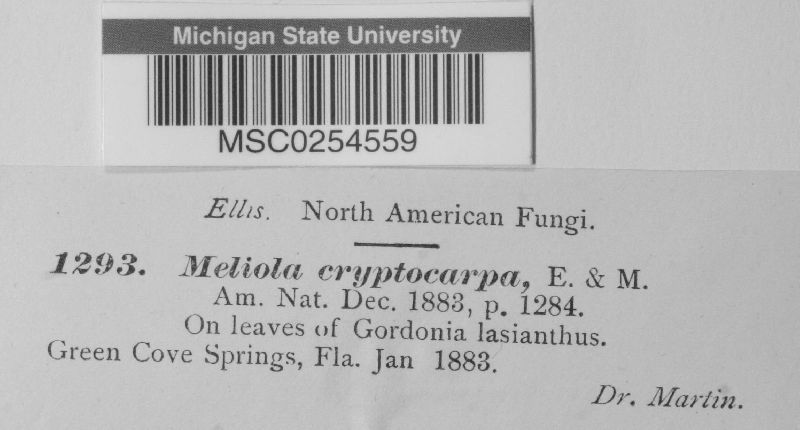 Michigan State University
MSC0254559
Ellis. North American Fungi.
1293. Meliola cryptocarpa, E. & M.
Am. Nat. Dec. 1883, p. 1284.
On leaves of Gordonia lasianthus.
Green Cove Springs, Fla. Jan 1883.
Dr. Martin.